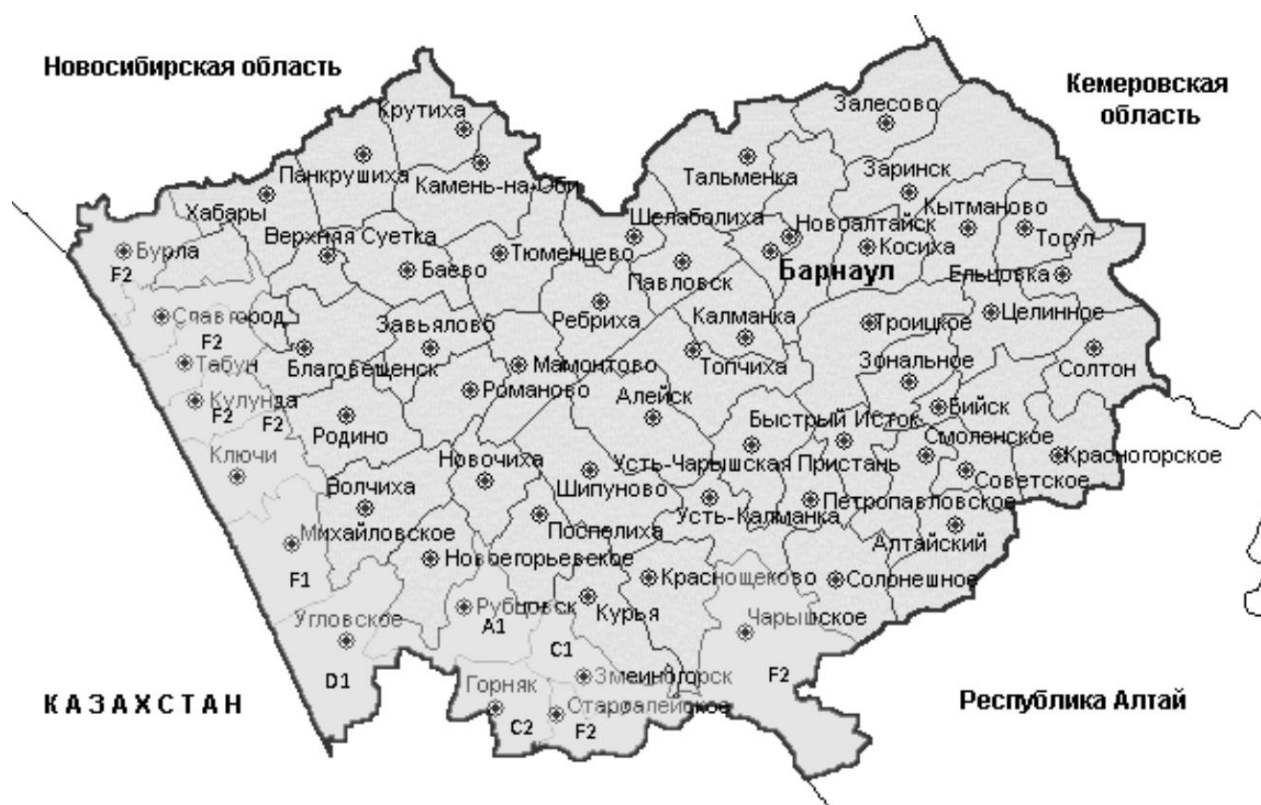 Новосибирская область
Кемеровская
область
Залесово
Крутиха
Панкрушиха
Камень-на-Оби
Тальменка
Заринск
Хабары
Шелаболиха
Новоалтайск
Кытманово
Верхняя Суетка
Тюменцево
Косиха
Тогул
Бурла
F2
Баево
Павловск
Барнаул
Ельцовка
Славгород
F2
Завьялово
Ребриха
Калманка
Троицкое
Целинное
Табун
Благовещенск
Мамонтово
Топчиха
Зональное
Солтон
Кулунда
F2
F2
Романово
Алейск
Быстрый Исток
Бийск
Родино
Смоленское
Ключи
Новочиха
Усть-Чарышская
Пристань
Красногорское
Волчиха
Шипуново
Советское
Усть-Калманка
Петропавловское
Михайловское
Поспелиха
Алтайский
Новоегорьевское
F1
Краснощеково
Солонешное
Угловское
Рубцовск
A1
Курья
Чарышское
C1
D1
Горняк
Змеиногорск
F2
КАЗАХСТАН
C2
Староалейское
F2
Республика Алтай